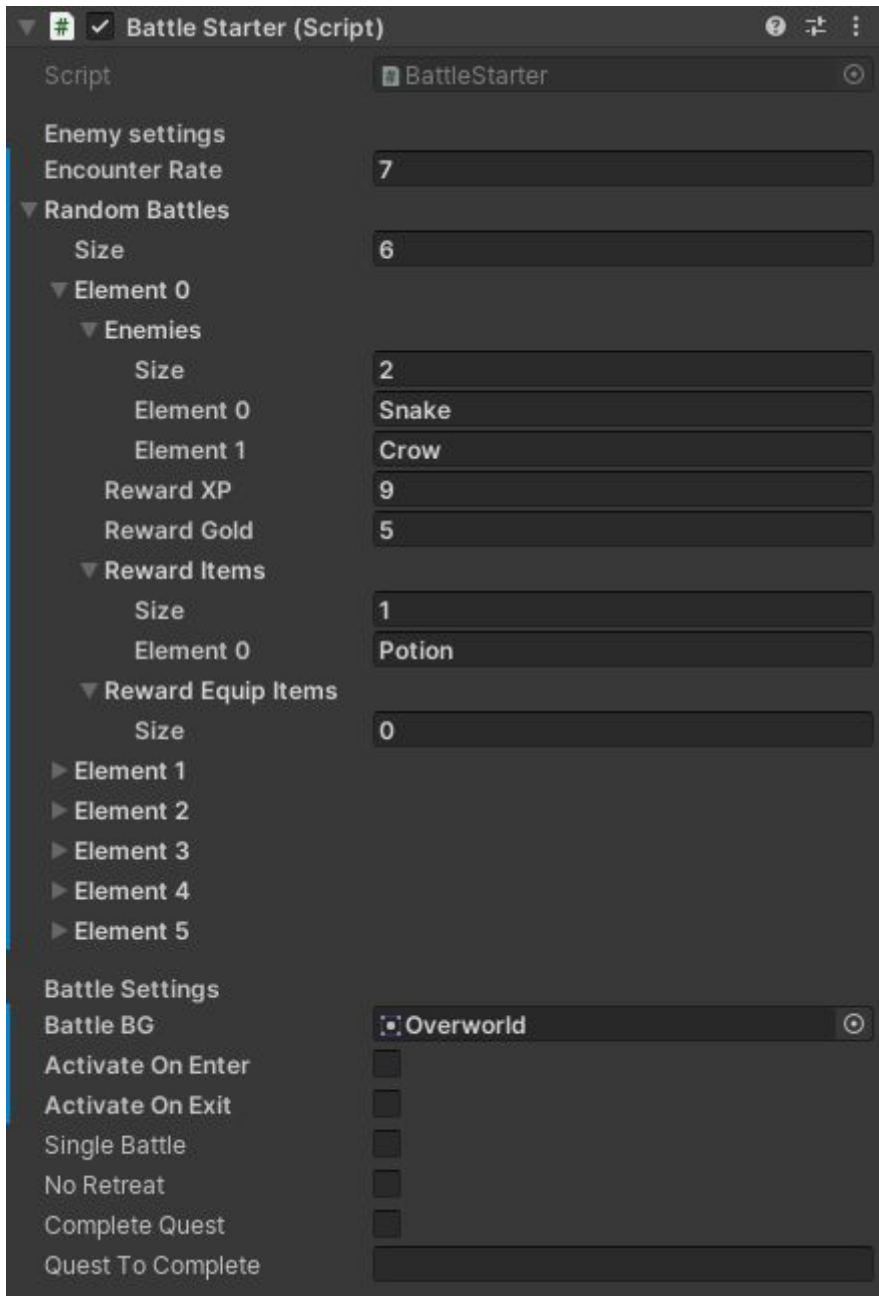 Battle Starter (Script)
Script BattleStarter
Enemy settings
Encounter Rate 7
Random Battles
Size 6
Element 0
Enemies
Size 2
Element 0 Snake
Element 1 Crow
Reward XP 9
Reward Gold 5
Reward Items
Size 1
Element 0 Potion
Reward Equip Items
Size 0
Element 1
Element 2
Element 3
Element 4
Element 5
Battle Settings
Battle BG Overworld
Activate On Enter
Activate On Exit
Single Battle
No Retreat
Complete Quest
Quest To Complete